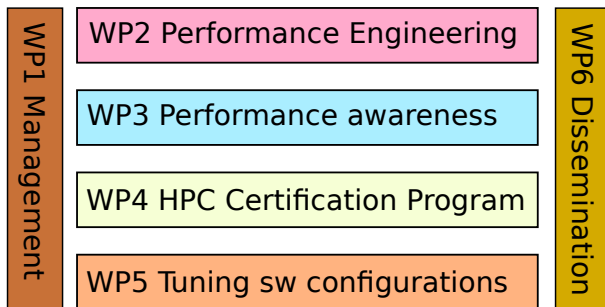 WP1 Management
WP2 Performance Engineering
WP3 Performance awareness
WP4 HPC Certification Program
WP5 Tuning sw configurations
WP6 Dissemination